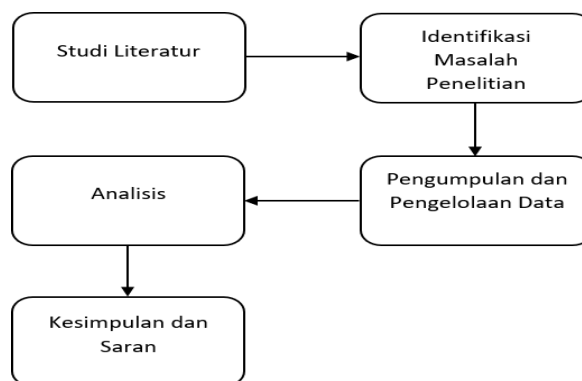 Studi Literatur
Identifikasi
Masalah
Penelitian
Pengumpulan dan
Pengelolaan Data
Analisis
Kesimpulan dan
Saran